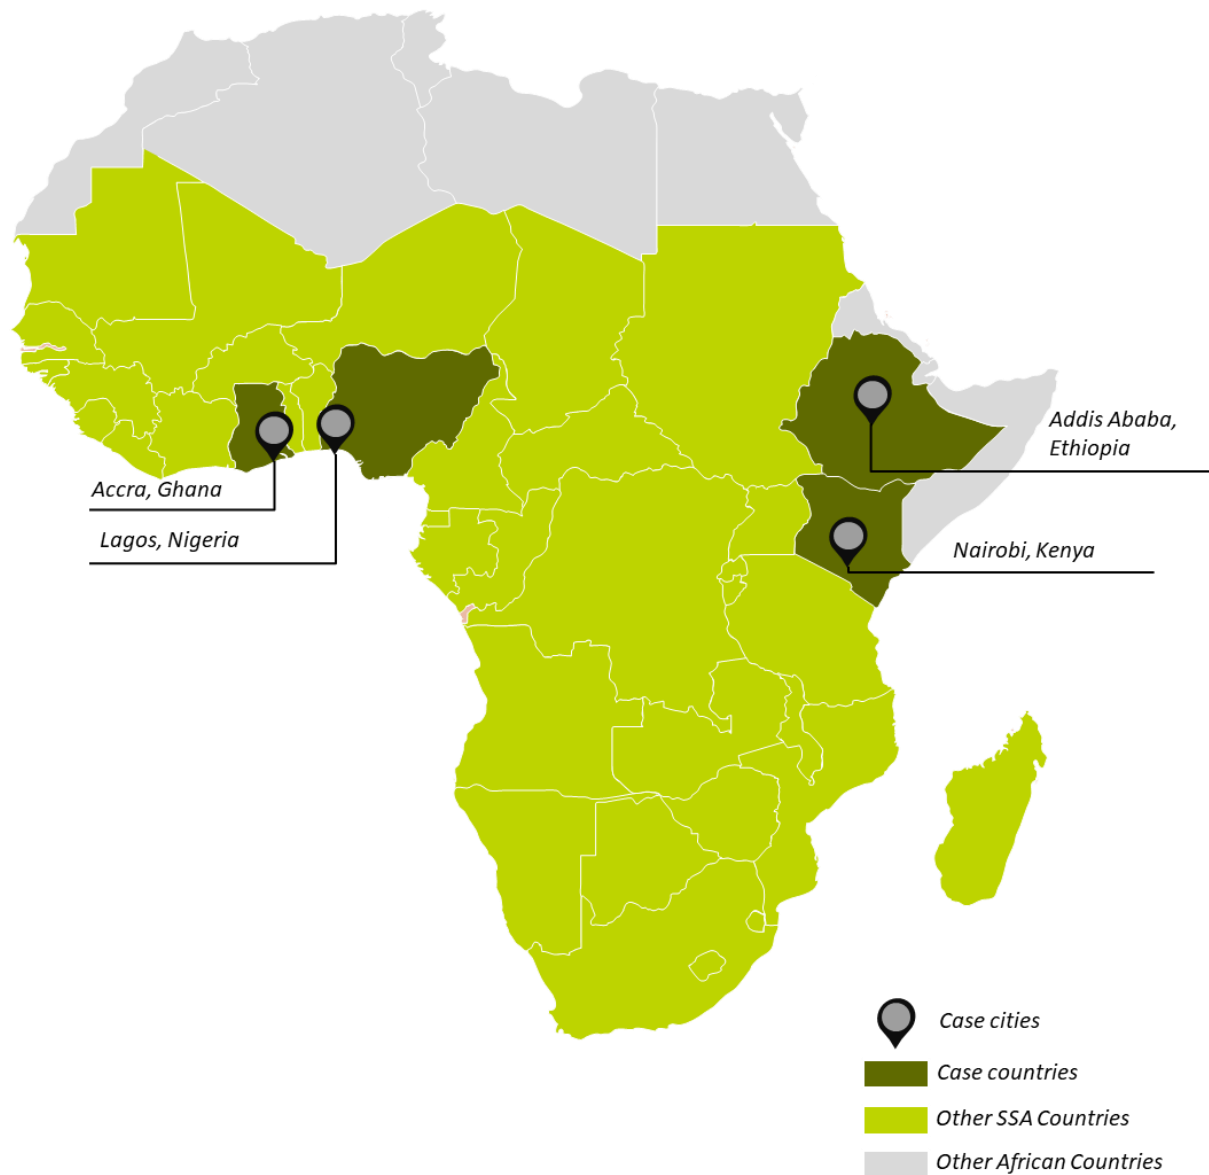 Addis Ababa,
Ethiopia
Accra, Ghana
Lagos, Nigeria
Nairobi, Kenya
Case cities
Case countries
Other SSA Countries
Other African Countries